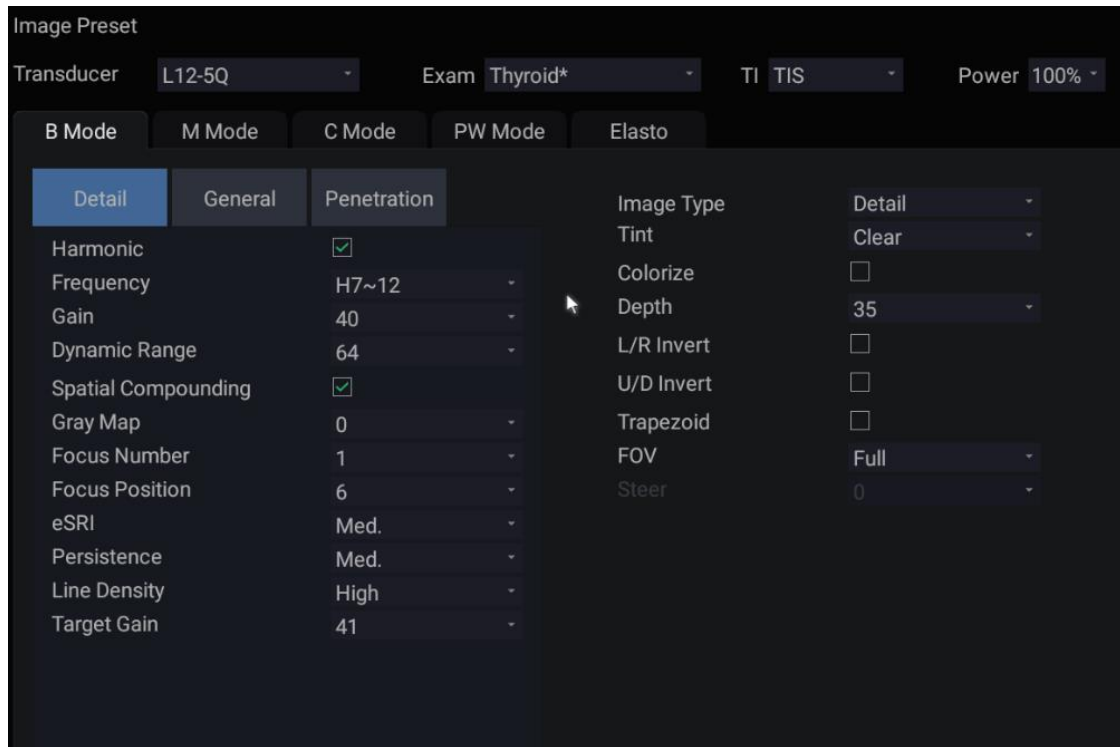 Image Preset
Transducer L12-5Q Exam Thyroid* TI TIS Power 100%
B Mode M Mode C Mode PW Mode Elasto
Detail General Penetration
Harmonic
Frequency H7~12
Gain 40
Dynamic Range 64
Spatial Compounding
Gray Map 0
Focus Number 1
Focus Position 6
eSRI Med.
Persistence Med.
Line Density High
Target Gain 41
Image Type Detail
Tint Clear
Colorize
Depth 35
L/R Invert
U/D Invert
Trapezoid
FOV Full
Steer 0